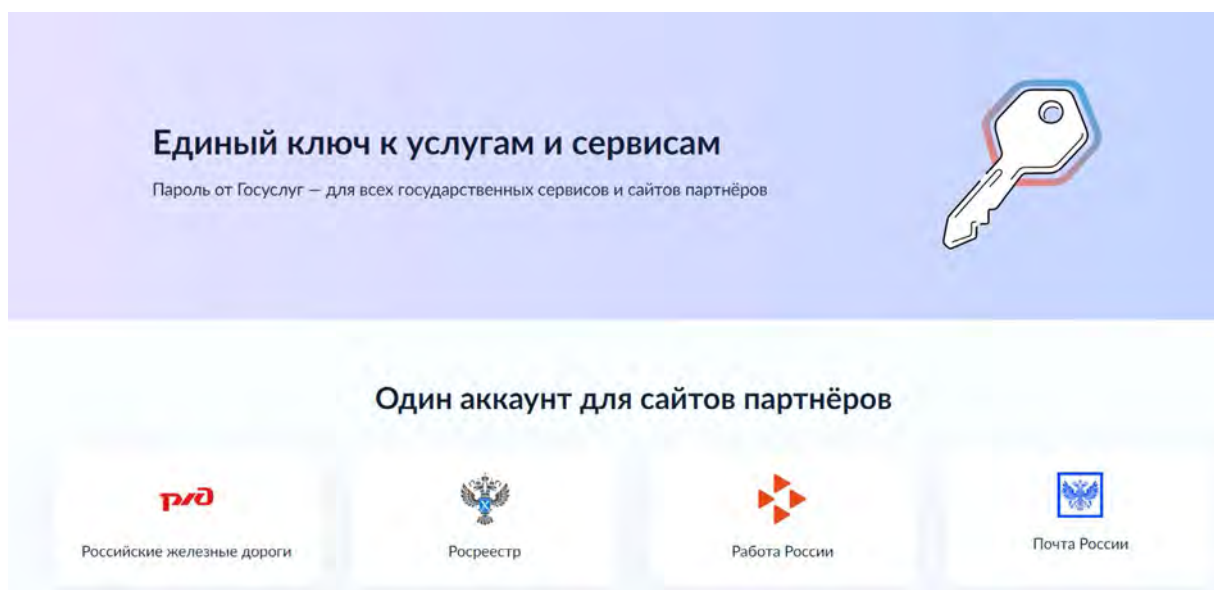 Единый ключ к услугам и сервисам
Пароль от Госуслуг — для всех государственных сервисов и сайтов партнёров
Один аккаунт для сайтов партнёров
ржд
Российские железные дороги
Росреестр
Работа России
Почта России